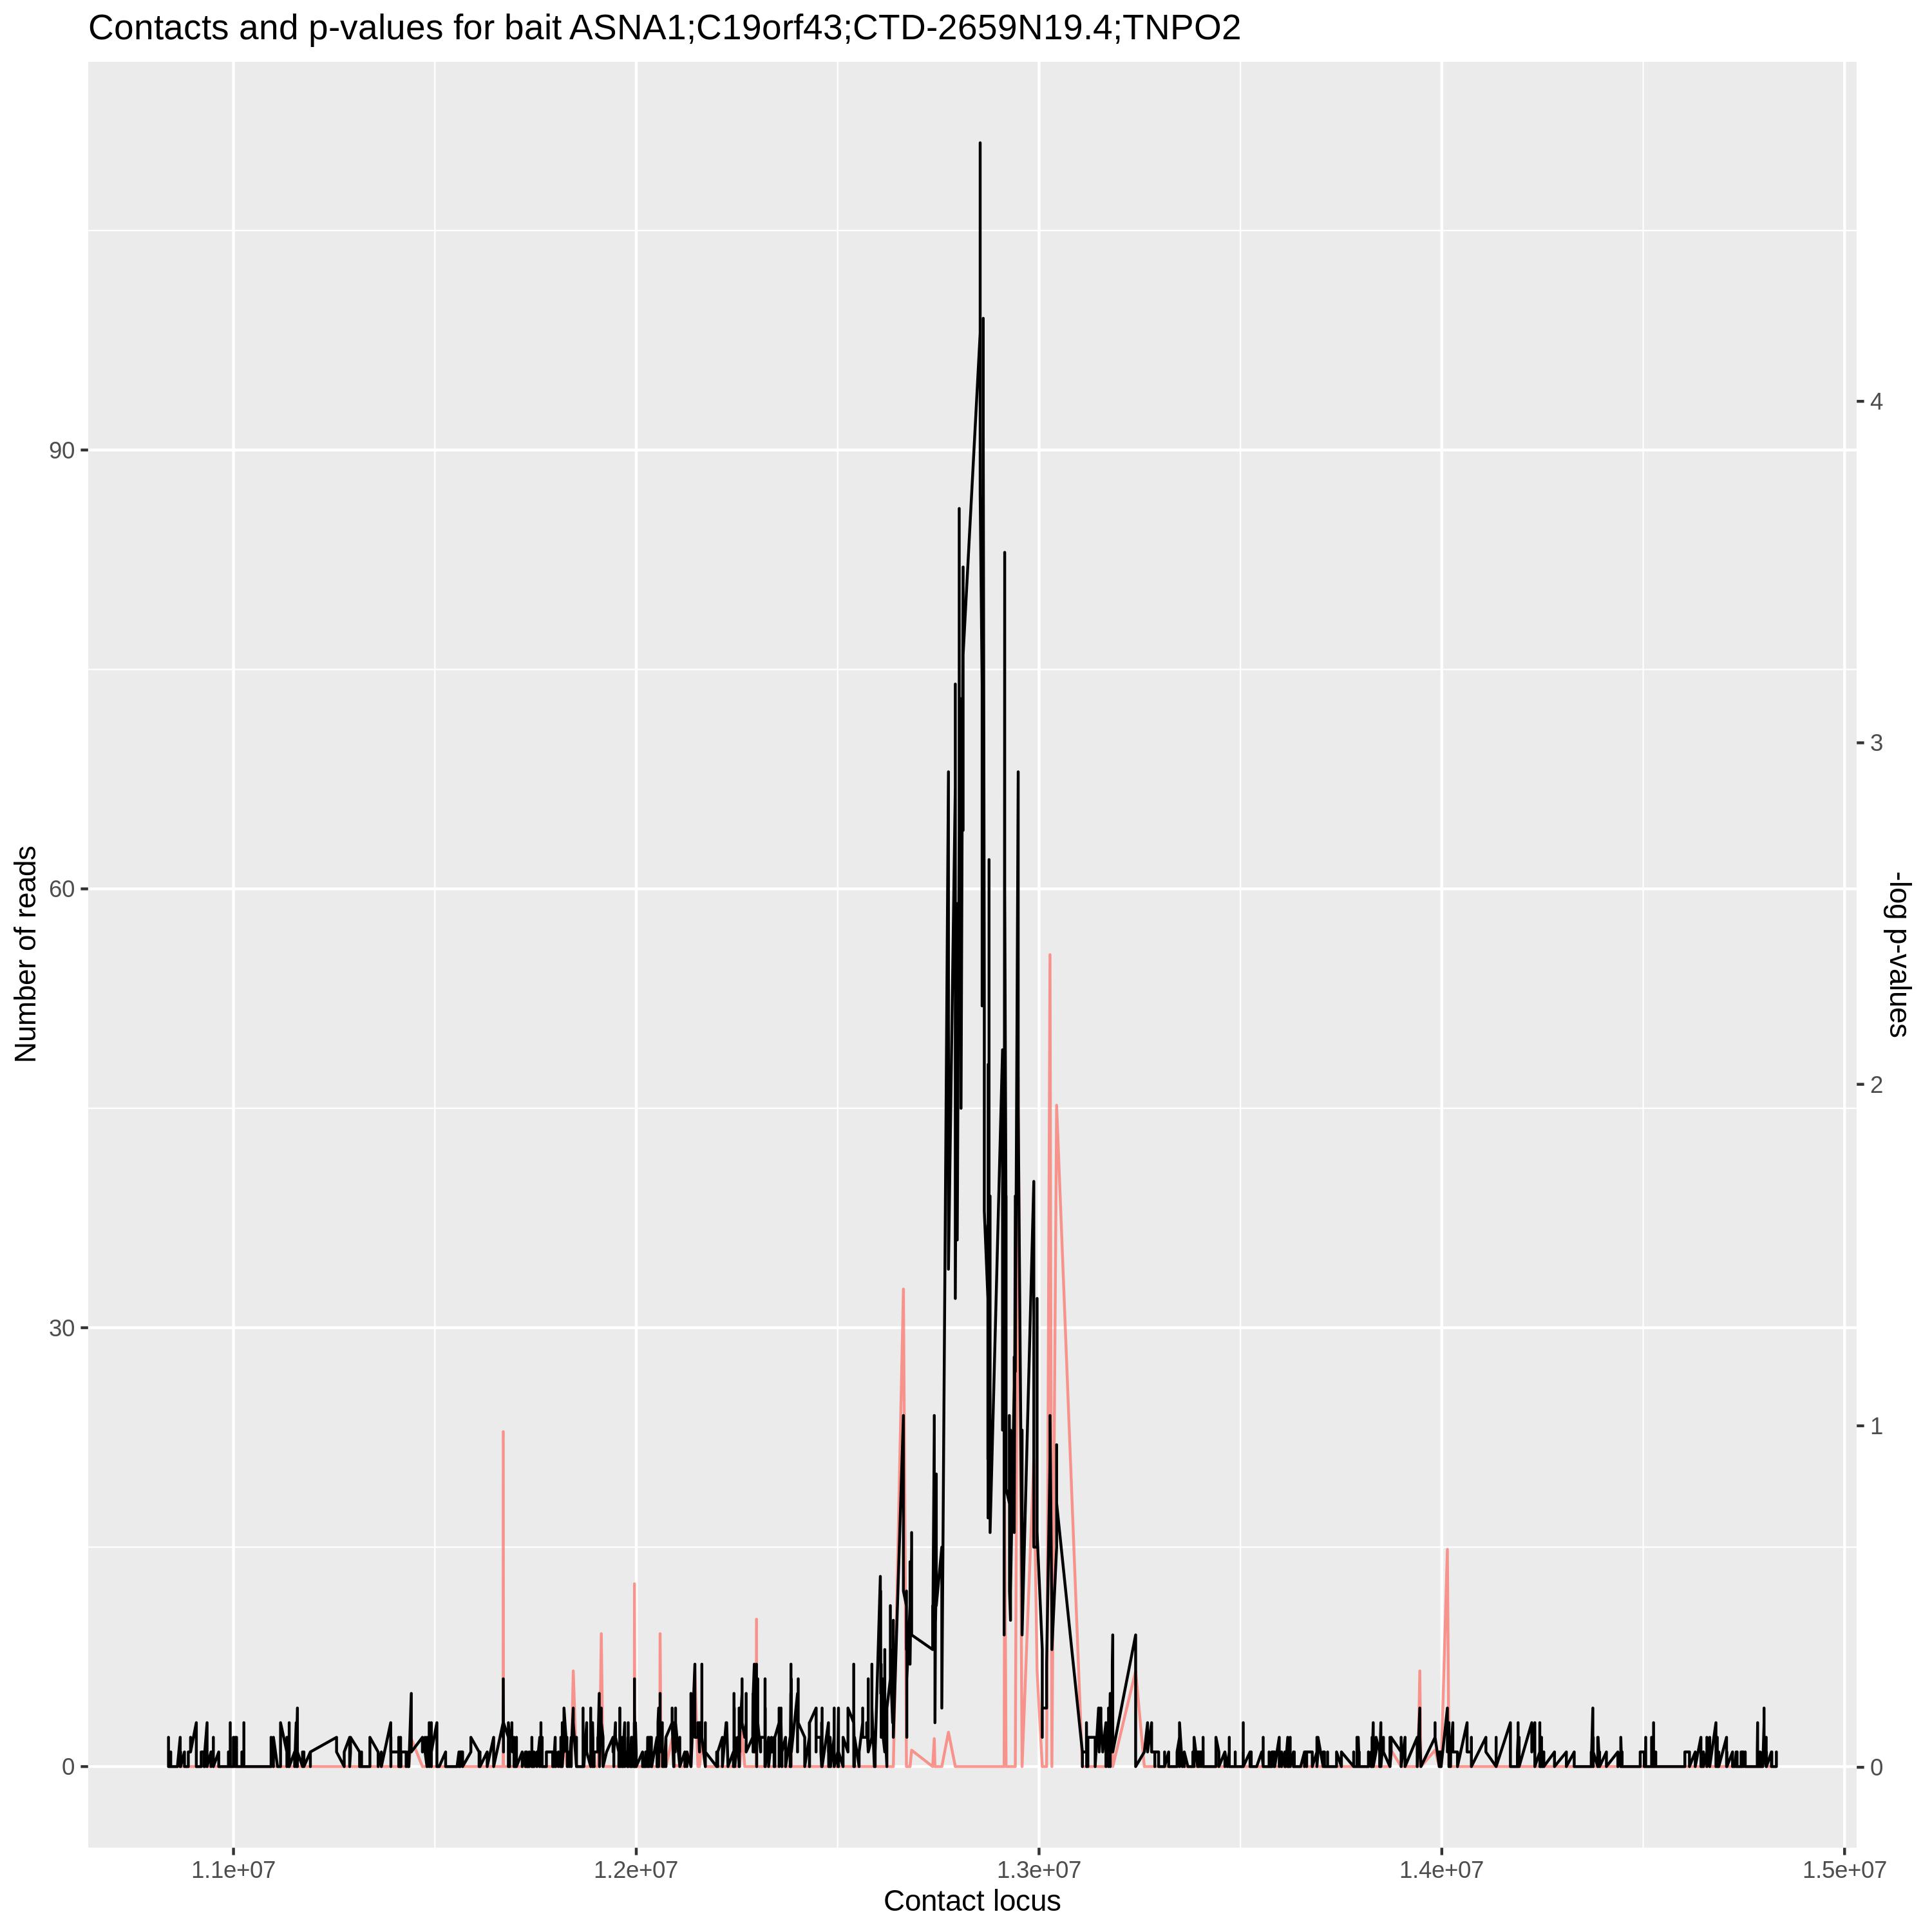 Contacts and p-values for bait ASNA1;C19orf43;CTD-2659N19.4;TNPO2
Number of reads
90
60
30
0
4
3
2
1
0
-log p-values
1.1e+07
1.2e+07
1.3e+07
1.4e+07
1.5e+07
Contact locus